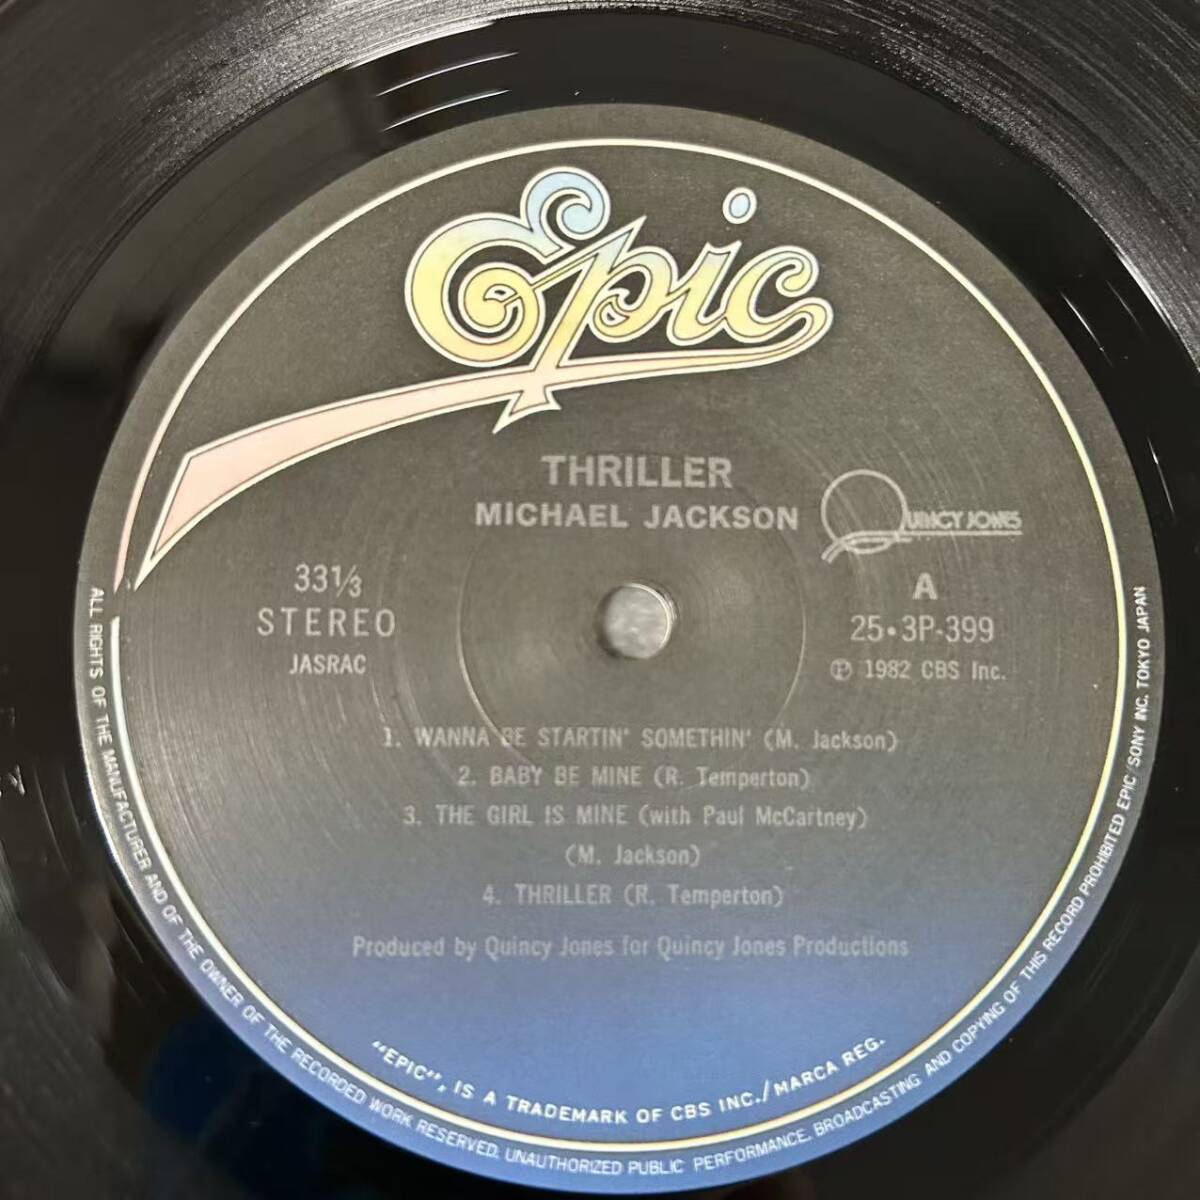 Epic
THRILLER
MICHAEL JACKSON
QUINCY JONES
33⅓
STEREO
JASRAC
A
25・3P-399
Ⓟ 1982 CBS Inc.
1. WANNA BE STARTIN' SOMETHIN' (M. Jackson)
2. BABY BE MINE (R. Temperton)
3. THE GIRL IS MINE (with Paul McCartney)
(M. Jackson)
4. THRILLER (R. Temperton)
Produced by Quincy Jones for Quincy Jones Productions
"EPIC", IS A TRADEMARK OF CBS INC./MARCA REG.
ALL RIGHTS OF THE MANUFACTURER AND OF THE OWNER OF THE RECORDED WORK RESERVED. UNAUTHORIZED PUBLIC PERFORMANCE. BROADCASTING AND COPYING OF THIS RECORD PROHIBITED EPIC/SONY INC. TOKYO JAPAN